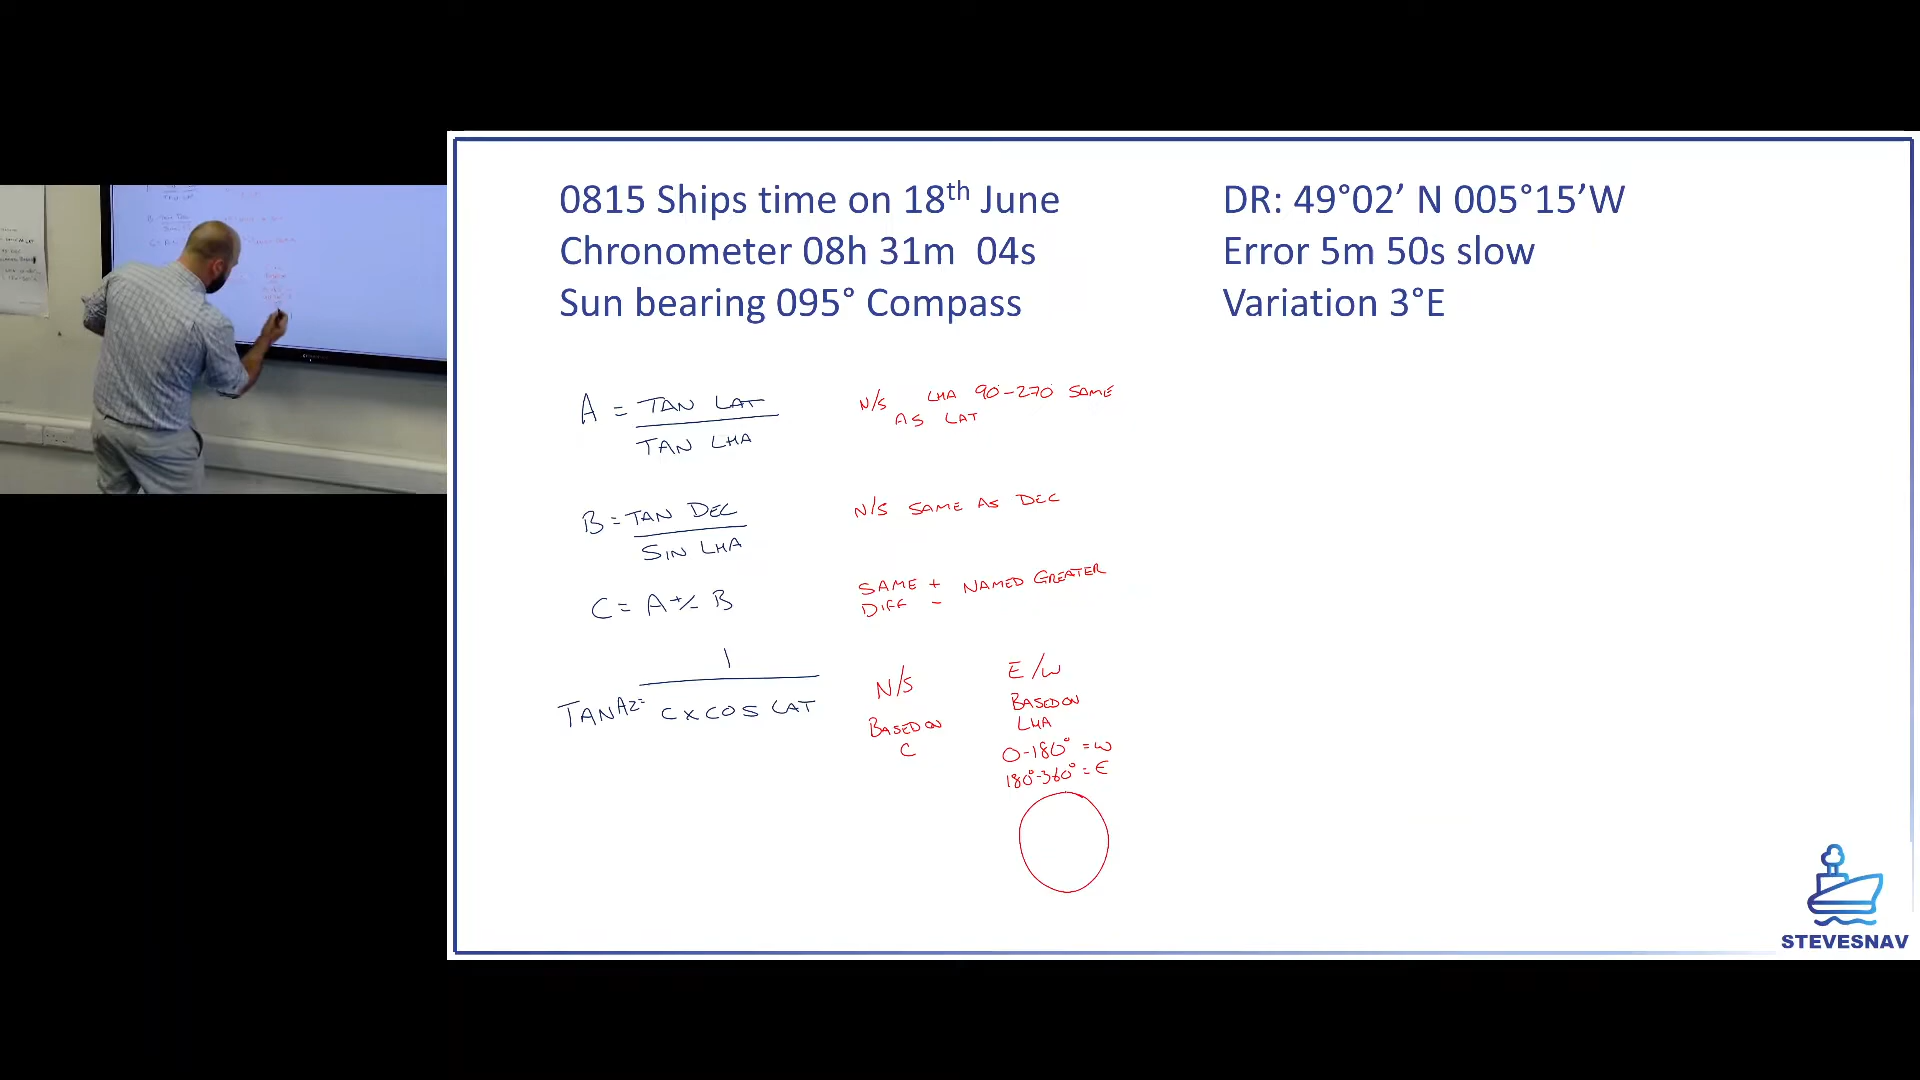 0815 Ships time on 18th June
DR: 49°02’ N 005°15’W
Chronometer 08h 31m 04s
Error 5m 50s slow
Sun bearing 095° Compass
Variation 3°E
A = TAN LAT
TAN LHA
N/S LHA 90°-270° SAME
AS LAT
B = TAN DEC
SIN LHA
N/S SAME AS DEC
C = A +/- B
SAME + NAMED GREATER
DIFF -
TAN AZ = 1
C x COS LAT
N/S
BASED ON
C
E/W
BASED ON
LHA
0-180° = W
180°-360° = E
STEVESNAV